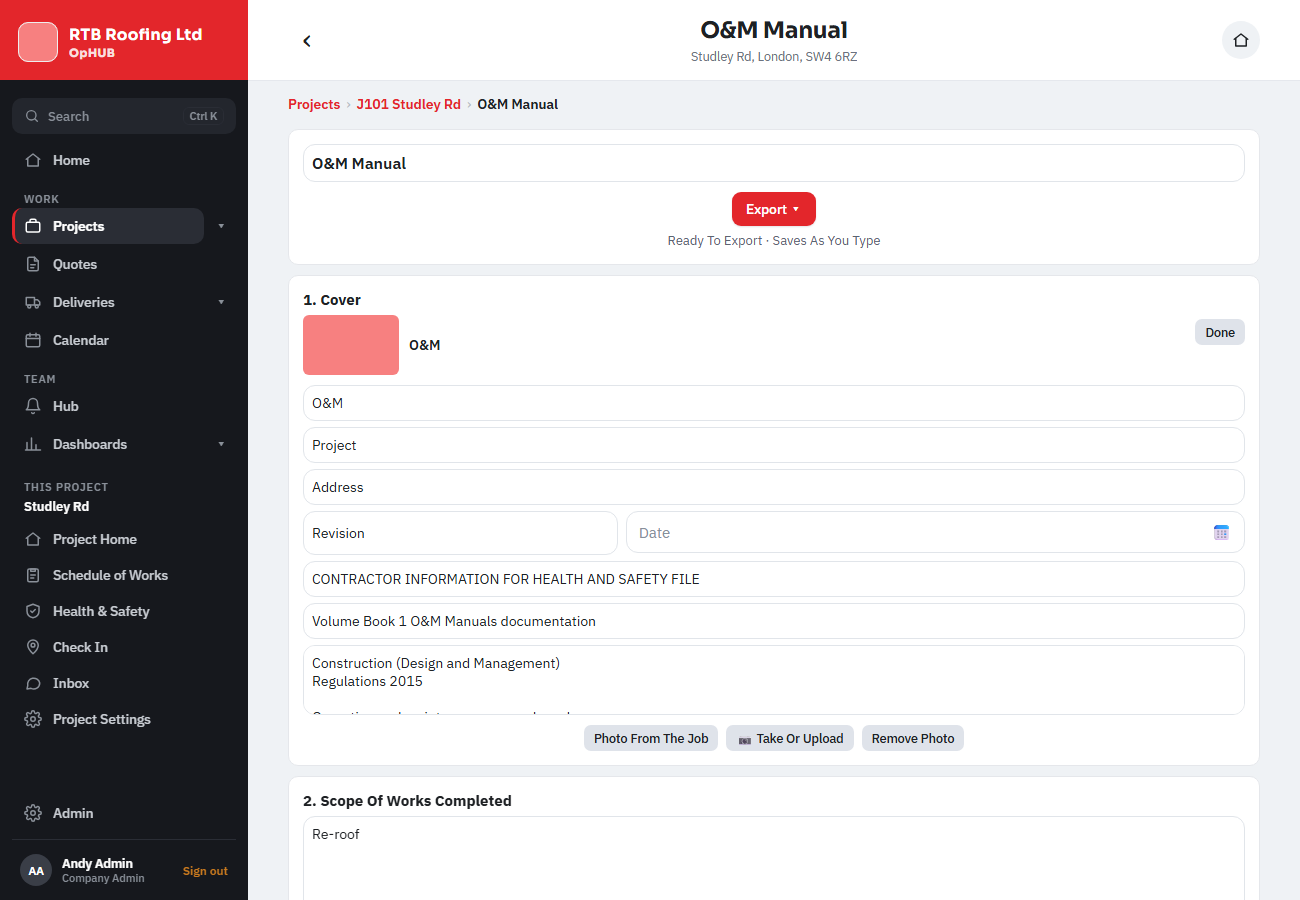 RTB Roofing Ltd
OpHUB
Search
Ctrl K
Home
WORK
Projects
Quotes
Deliveries
Calendar
TEAM
Hub
Dashboards
THIS PROJECT
Studley Rd
Project Home
Schedule of Works
Health & Safety
Check In
Inbox
Project Settings
Admin
AA
Andy Admin
Company Admin
Sign out
O&M Manual
Studley Rd, London, SW4 6RZ
Projects › J101 Studley Rd › O&M Manual
O&M Manual
Export
Ready To Export · Saves As You Type
1. Cover
O&M
Done
O&M
Project
Address
Revision
Date
CONTRACTOR INFORMATION FOR HEALTH AND SAFETY FILE
Volume Book 1 O&M Manuals documentation
Construction (Design and Management)
Regulations 2015
Photo From The Job
Take Or Upload
Remove Photo
2. Scope Of Works Completed
Re-roof